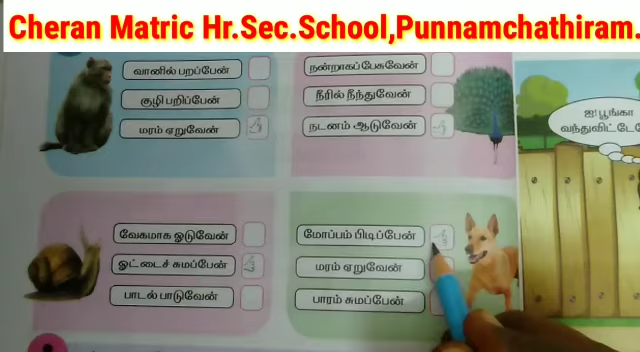 Cheran Matric Hr.Sec.School,Punnamchathiram.
வானில் பறப்பேன்
குழி பறிப்பேன்
மரம் ஏறுவேன்
நன்றாகப் பேசுவேன்
நீரில் நீந்துவேன்
நடனம் ஆடுவேன்
ஐ! பூங்கா
வேகமாக ஓடுவேன்
ஓட்டைச் சுமப்பேன்
பாடல் பாடுவேன்
மோப்பம் பிடிப்பேன்
மரம் ஏறுவேன்
பாரம் சுமப்பேன்